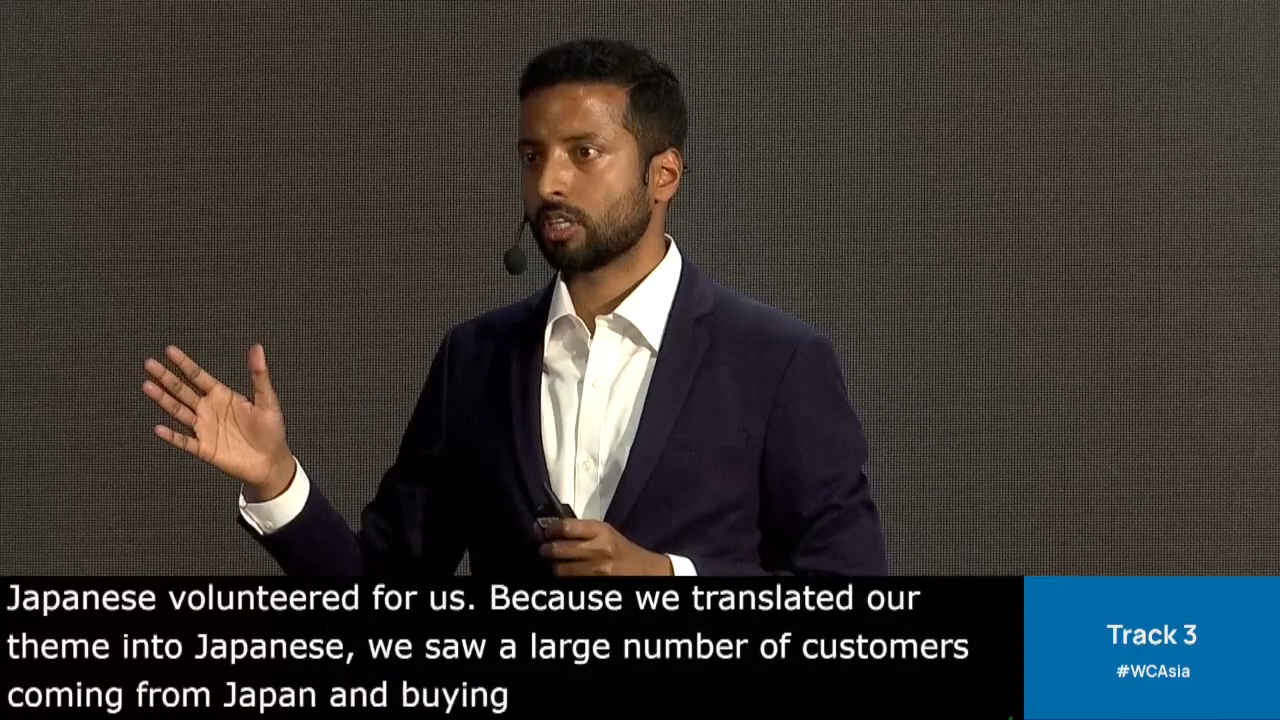 Japanese volunteered for us. Because we translated our
theme into Japanese, we saw a large number of customers
coming from Japan and buying
Track 3
#WCAsia